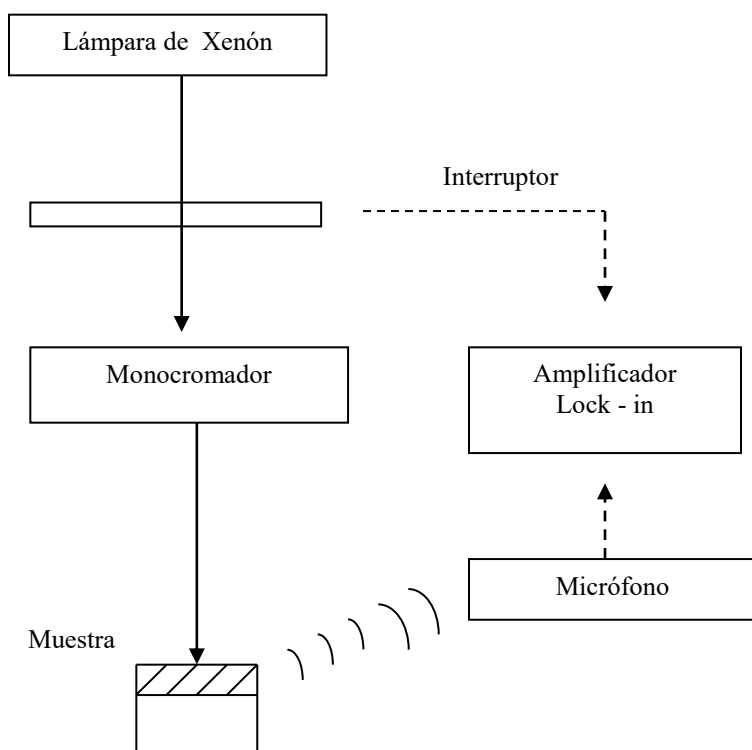 Lámpara de Xenón
Interruptor
Monocromador
Amplificador
Lock - in
Micrófono
Muestra